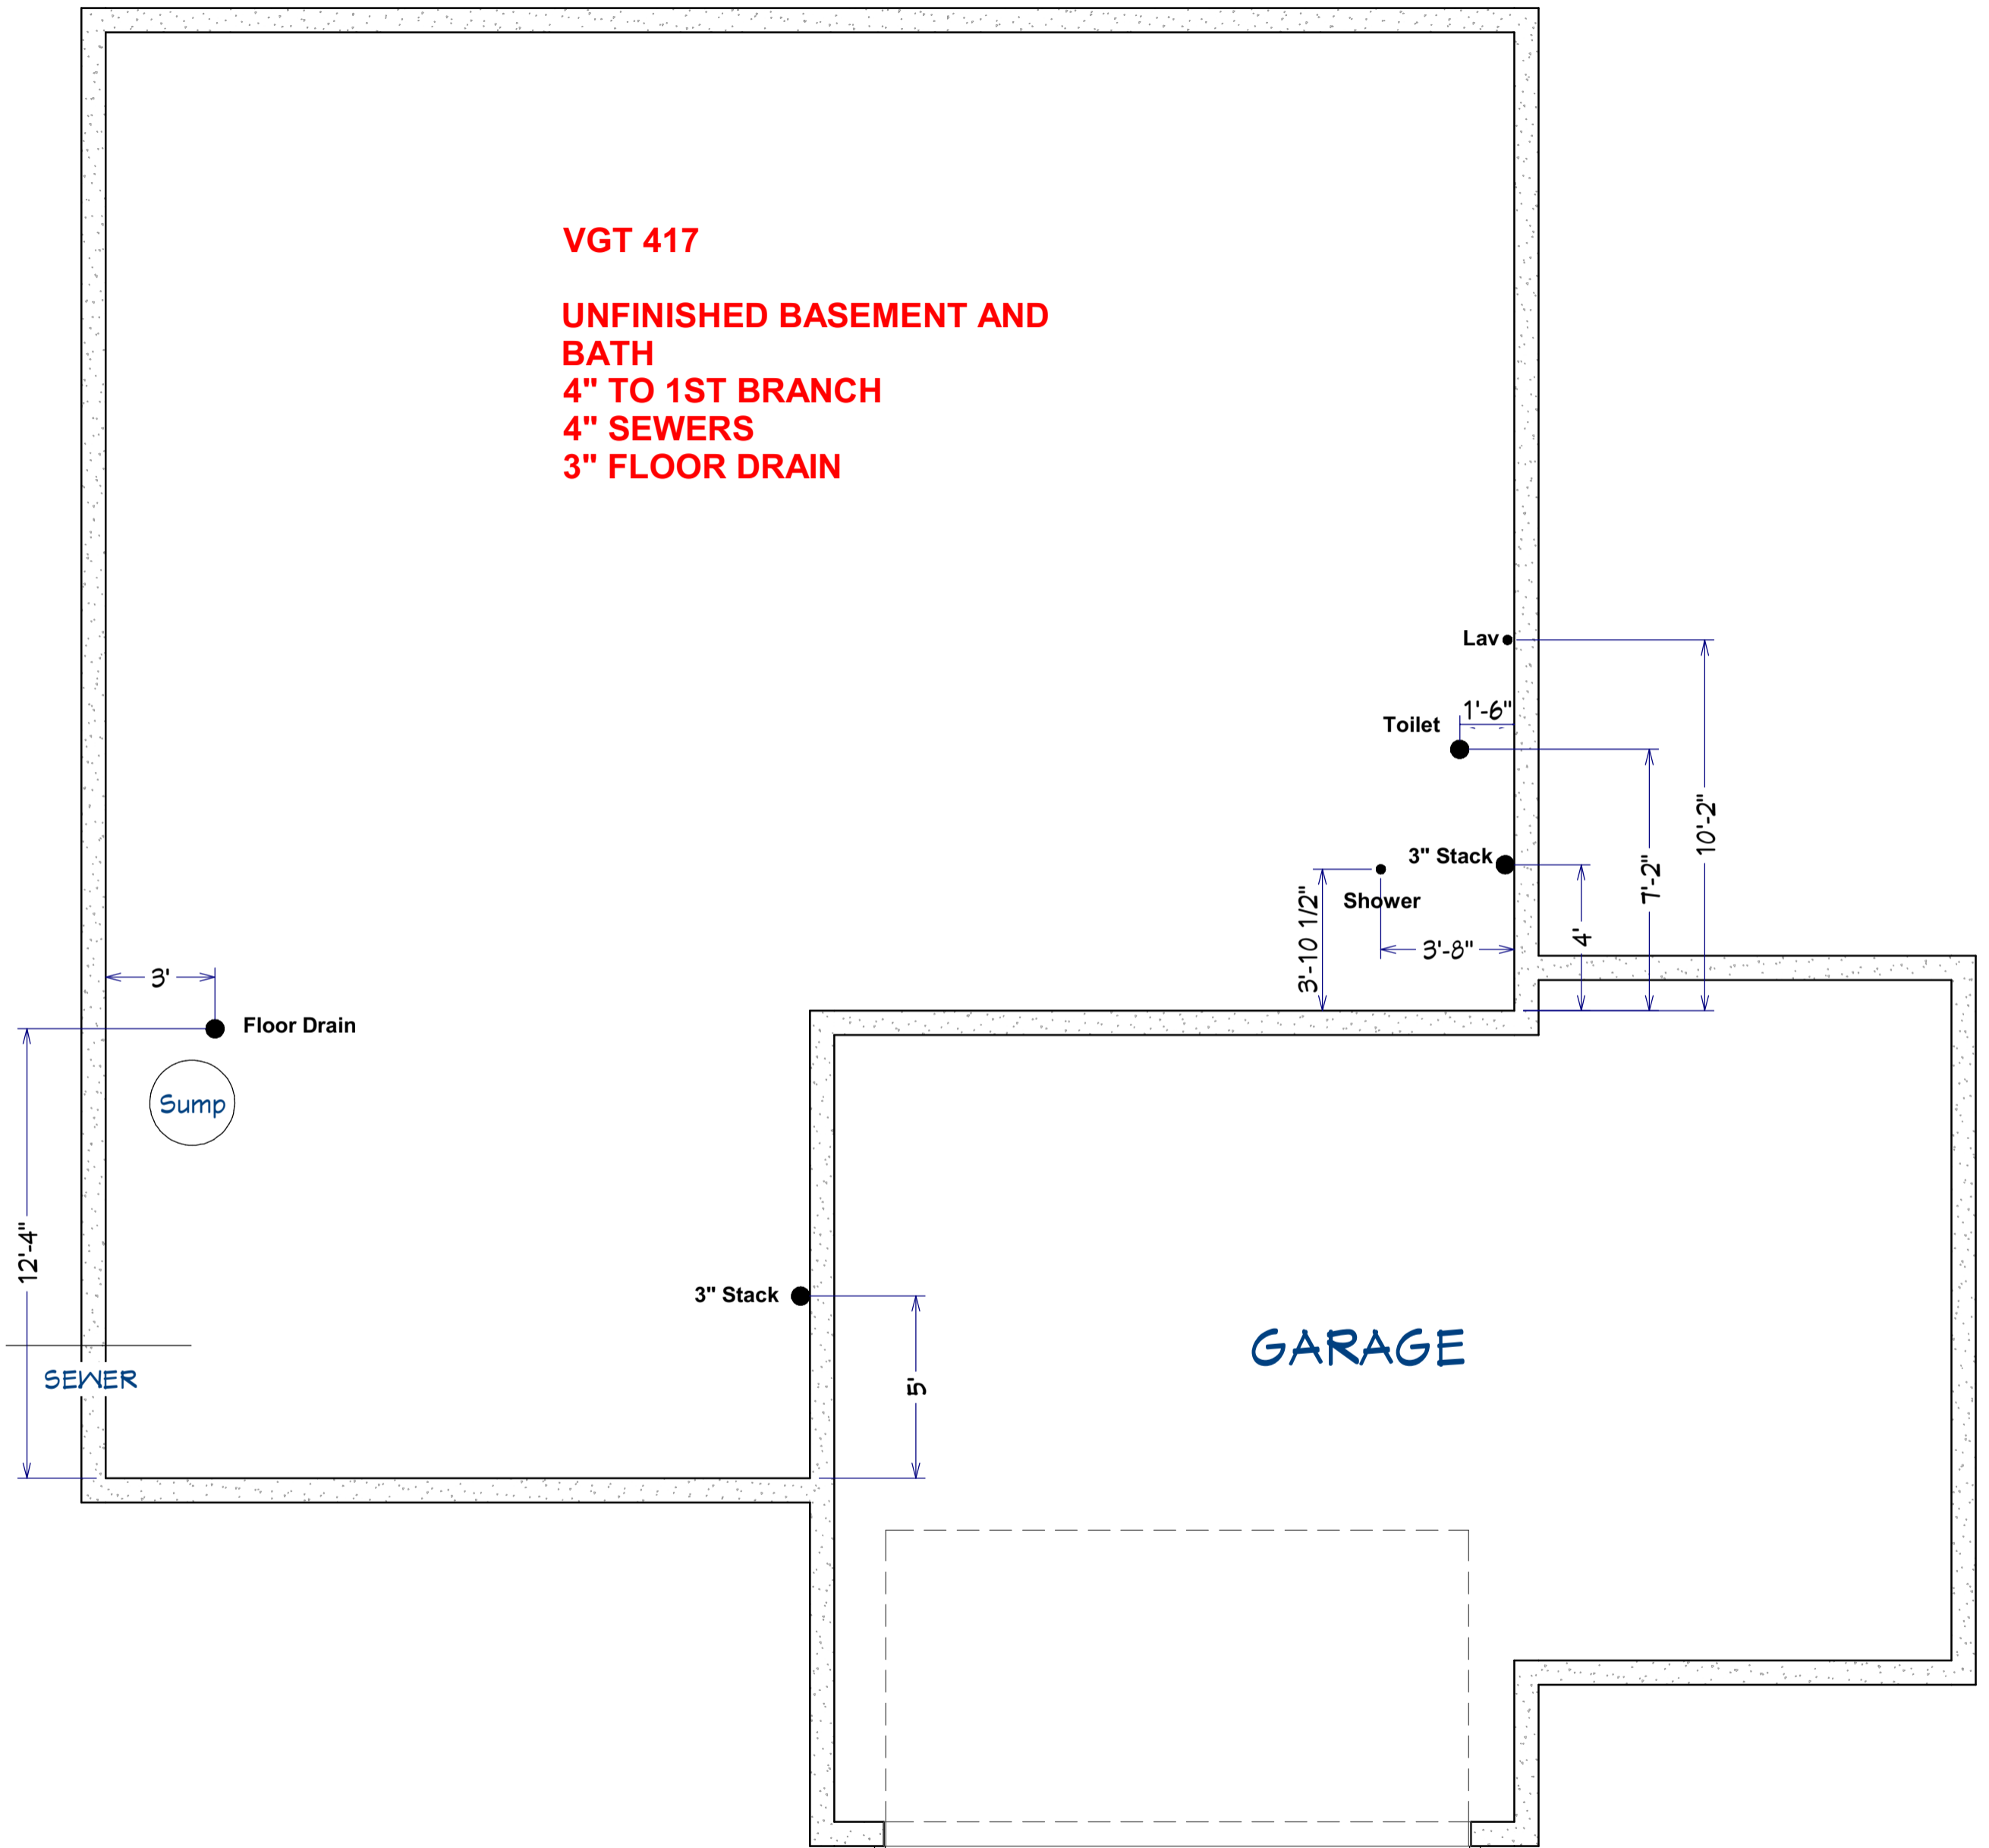 VGT 417
UNFINISHED BASEMENT AND
BATH
4" TO 1ST BRANCH
4" SEWERS
3" FLOOR DRAIN
Lav
1'-6"
Toilet
10'-2"
7'-2"
3" Stack
Shower
3'-10 1/2"
3'-8"
4'
3'
Floor Drain
Sump
12'-4"
3" Stack
GARAGE
SEWER
5'